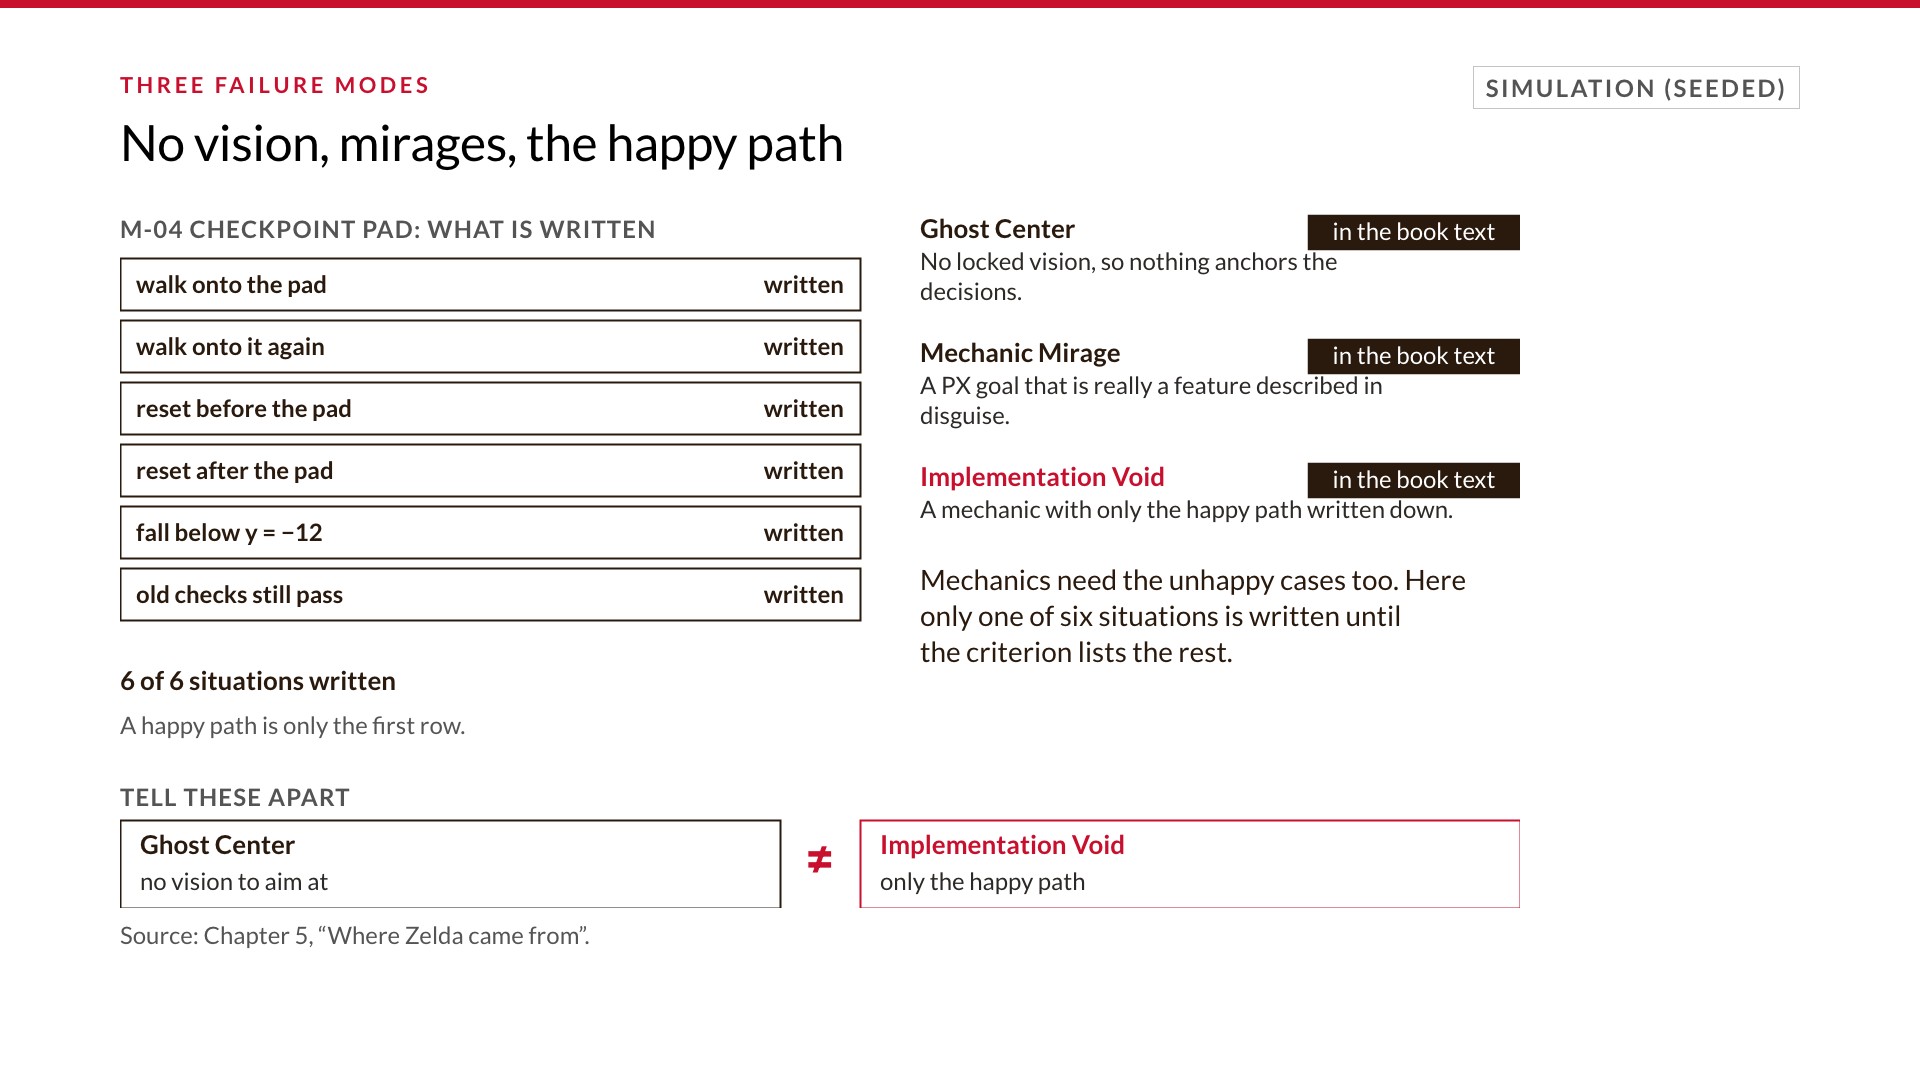 THREE FAILURE MODES
SIMULATION (SEEDED)
No vision, mirages, the happy path
M-04 CHECKPOINT PAD: WHAT IS WRITTEN
walk onto the pad written
walk onto it again written
reset before the pad written
reset after the pad written
fall below y = −12 written
old checks still pass written
6 of 6 situations written
A happy path is only the first row.
Ghost Center in the book text
No locked vision, so nothing anchors the
decisions.
Mechanic Mirage in the book text
A PX goal that is really a feature described in
disguise.
Implementation Void in the book text
A mechanic with only the happy path written down.
Mechanics need the unhappy cases too. Here
only one of six situations is written until
the criterion lists the rest.
TELL THESE APART
Ghost Center
no vision to aim at
≠
Implementation Void
only the happy path
Source: Chapter 5, “Where Zelda came from”.